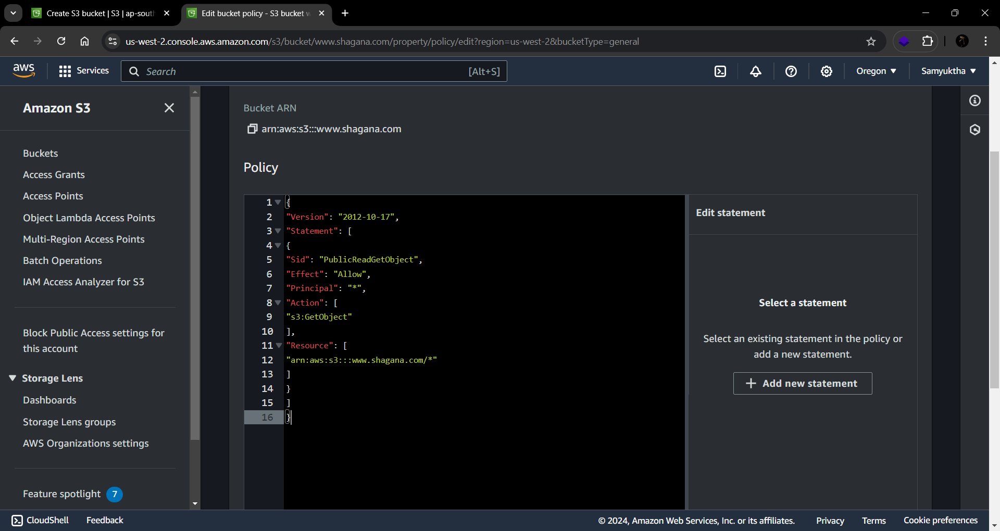 Create S3 bucket | S3 | ap-south
Edit bucket policy - S3 bucket w
us-west-2.console.aws.amazon.com/s3/bucket/www.shagana.com/property/policy/edit?region=us-west-2&bucketType=general
aws
Services
Search
[Alt+S]
Oregon
Samyuktha
Amazon S3
Buckets
Access Grants
Access Points
Object Lambda Access Points
Multi-Region Access Points
Batch Operations
IAM Access Analyzer for S3
Block Public Access settings for
this account
Storage Lens
Dashboards
Storage Lens groups
AWS Organizations settings
Feature spotlight 7
Bucket ARN
arn:aws:s3:::www.shagana.com
Policy
1 {
2 "Version": "2012-10-17",
3 "Statement": [
4 {
5 "Sid": "PublicReadGetObject",
6 "Effect": "Allow",
7 "Principal": "*",
8 "Action": [
9 "s3:GetObject"
10 ],
11 "Resource": [
12 "arn:aws:s3:::www.shagana.com/*"
13 ]
14 }
15 ]
16 }
Edit statement
Select a statement
Select an existing statement in the policy or
add a new statement.
+ Add new statement
CloudShell
Feedback
© 2024, Amazon Web Services, Inc. or its affiliates.
Privacy
Terms
Cookie preferences